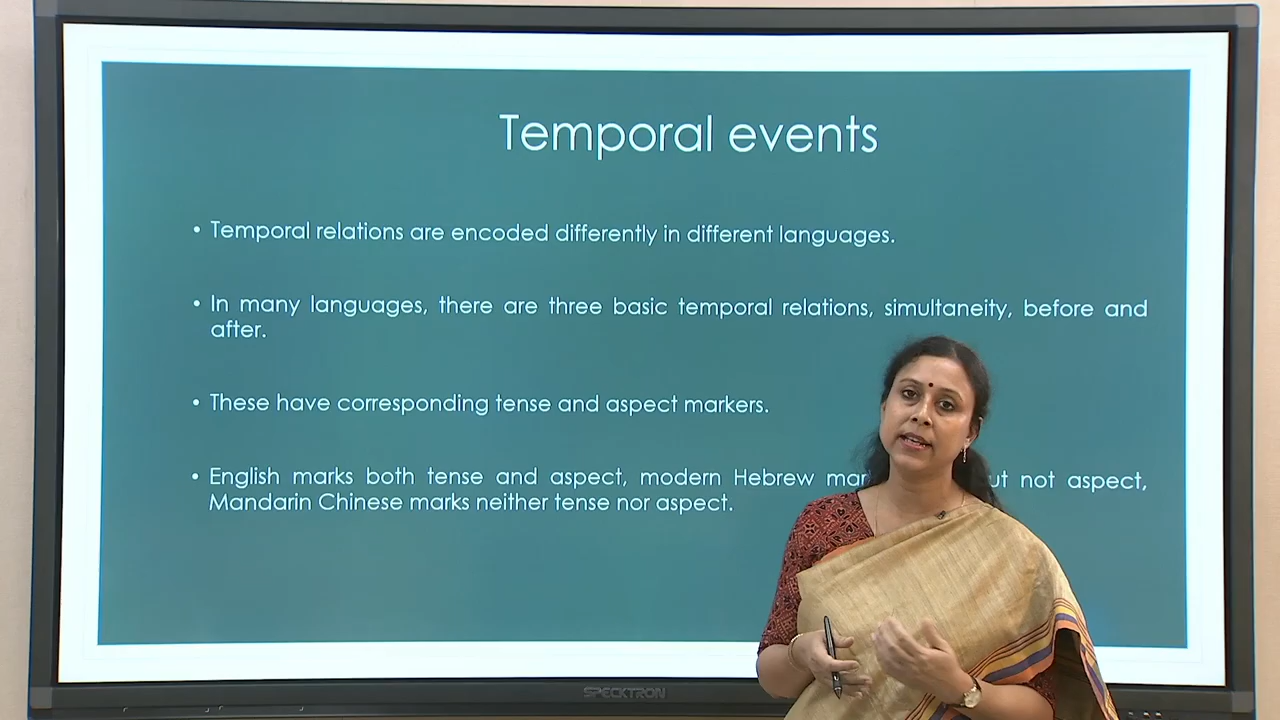 Temporal events
• Temporal relations are encoded differently in different languages.
• In many languages, there are three basic temporal relations, simultaneity, before and
after.
• These have corresponding tense and aspect markers.
• English marks both tense and aspect, modern Hebrew mar ut not aspect,
Mandarin Chinese marks neither tense nor aspect.
SPECKTRON